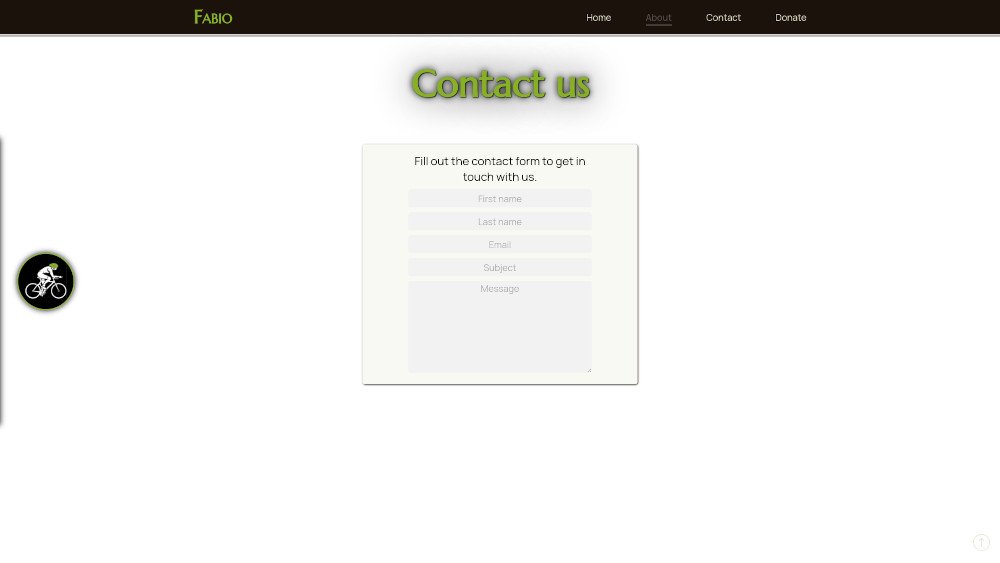 Fabio
Home
About
Contact
Donate
Contact us
Fill out the contact form to get in
touch with us.
First name
Last name
Email
Subject
Message